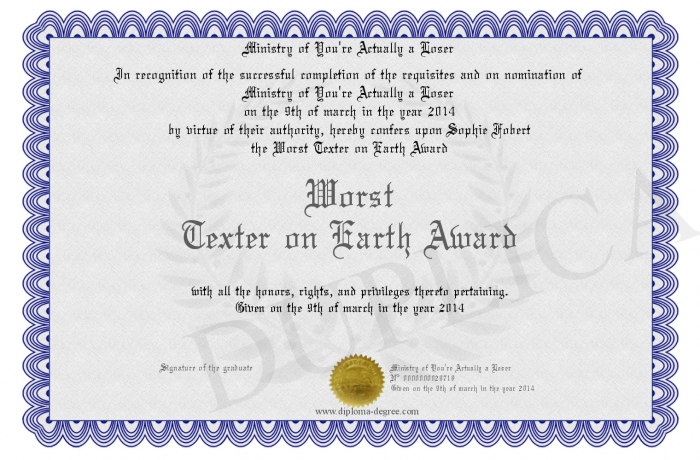 Ministry of You're Actually a Loser
In recognition of the successful completion of the requisites and on nomination of
Ministry of You're Actually a Loser
on the 9th of march in the year 2014
by virtue of their authority, hereby confers upon Sophie Fobert
the Worst Texter on Earth Award
Worst
Texter on Earth Award
with all the honors, rights, and privileges thereto pertaining.
Given on the 9th of march in the year 2014
DUPLICA
Signature of the graduate
Ministry of You're Actually a Loser
Nº
Given on the 9th of march in the year 2014
www.diploma-degree.com